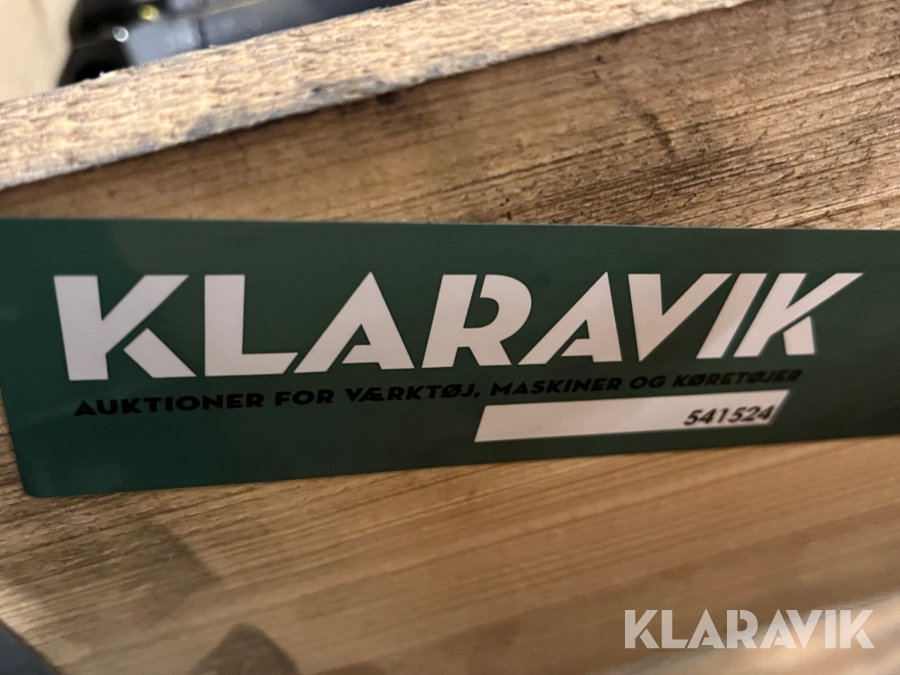 KLARAVIK
AUKTIONER FOR VÆRKTØJ, MASKINER OG KØRETØJER
541524
KLARAVIK